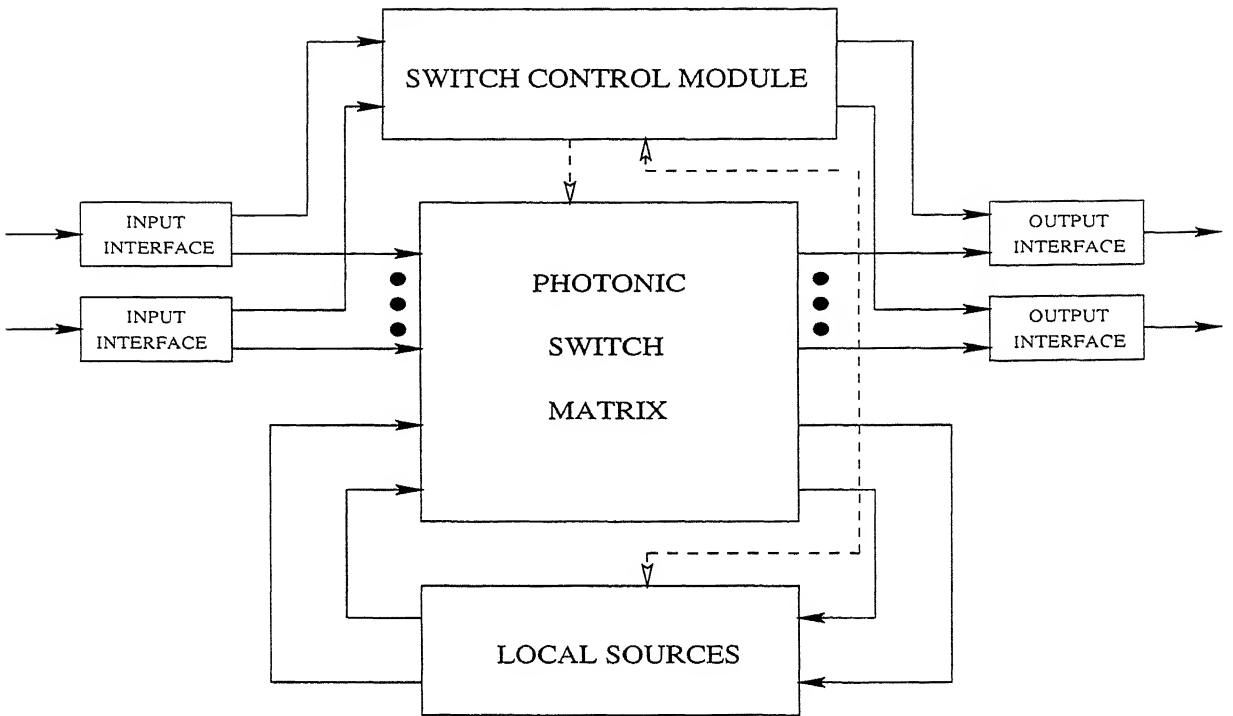 SWITCH CONTROL MODULE
INPUT
INTERFACE
OUTPUT
INTERFACE
PHOTONIC
SWITCH
MATRIX
INPUT
INTERFACE
OUTPUT
INTERFACE
LOCAL SOURCES